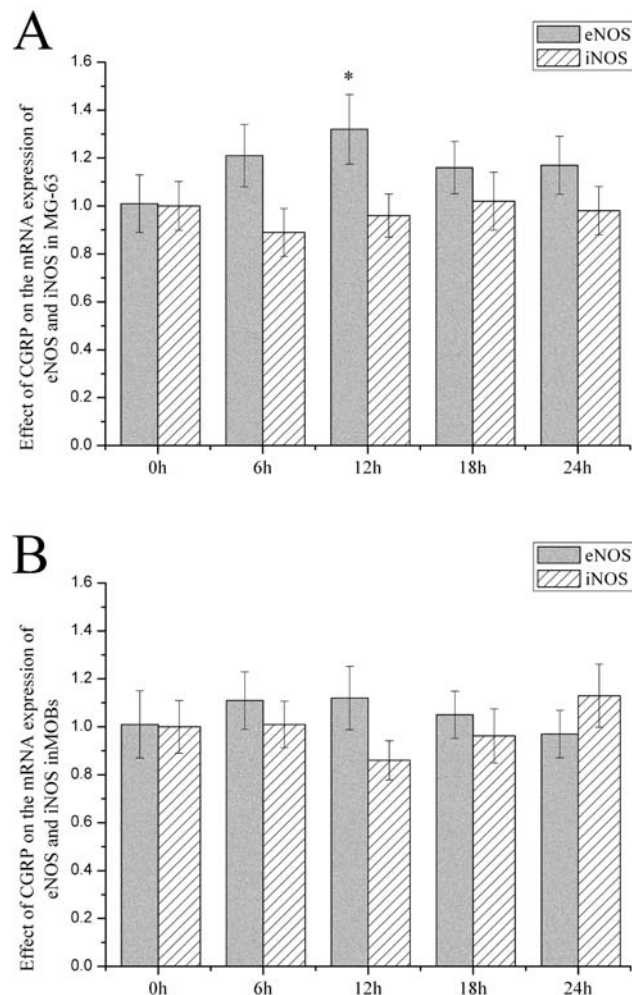 A
eNOS
iNOS
*
Effect of CGRP on the mRNA expression of
eNOS and iNOS in MG-63
1.6
1.4
1.2
1.0
0.8
0.6
0.4
0.2
0.0
0h 6h 12h 18h 24h
B
eNOS
iNOS
Effect of CGRP on the mRNA expression of
eNOS and iNOS inMOBs
1.6
1.4
1.2
1.0
0.8
0.6
0.4
0.2
0.0
0h 6h 12h 18h 24h